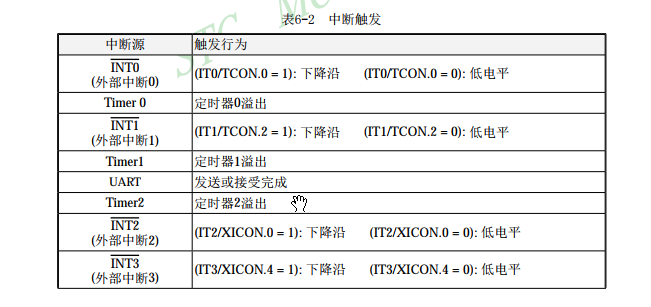 STC MC
表6-2 中断触发
中断源 触发行为
INT0
(外部中断0)
(IT0/TCON.0 = 1): 下降沿 (IT0/TCON.0 = 0): 低电平
Timer 0 定时器0溢出
INT1
(外部中断1)
(IT1/TCON.2 = 1): 下降沿 (IT1/TCON.2 = 0): 低电平
Timer1 定时器1溢出
UART 发送或接受完成
Timer2 定时器2溢出
INT2
(外部中断2)
(IT2/XICON.0 = 1): 下降沿 (IT2/XICON.0 = 0): 低电平
INT3
(外部中断3)
(IT3/XICON.4 = 1): 下降沿 (IT3/XICON.4 = 0): 低电平